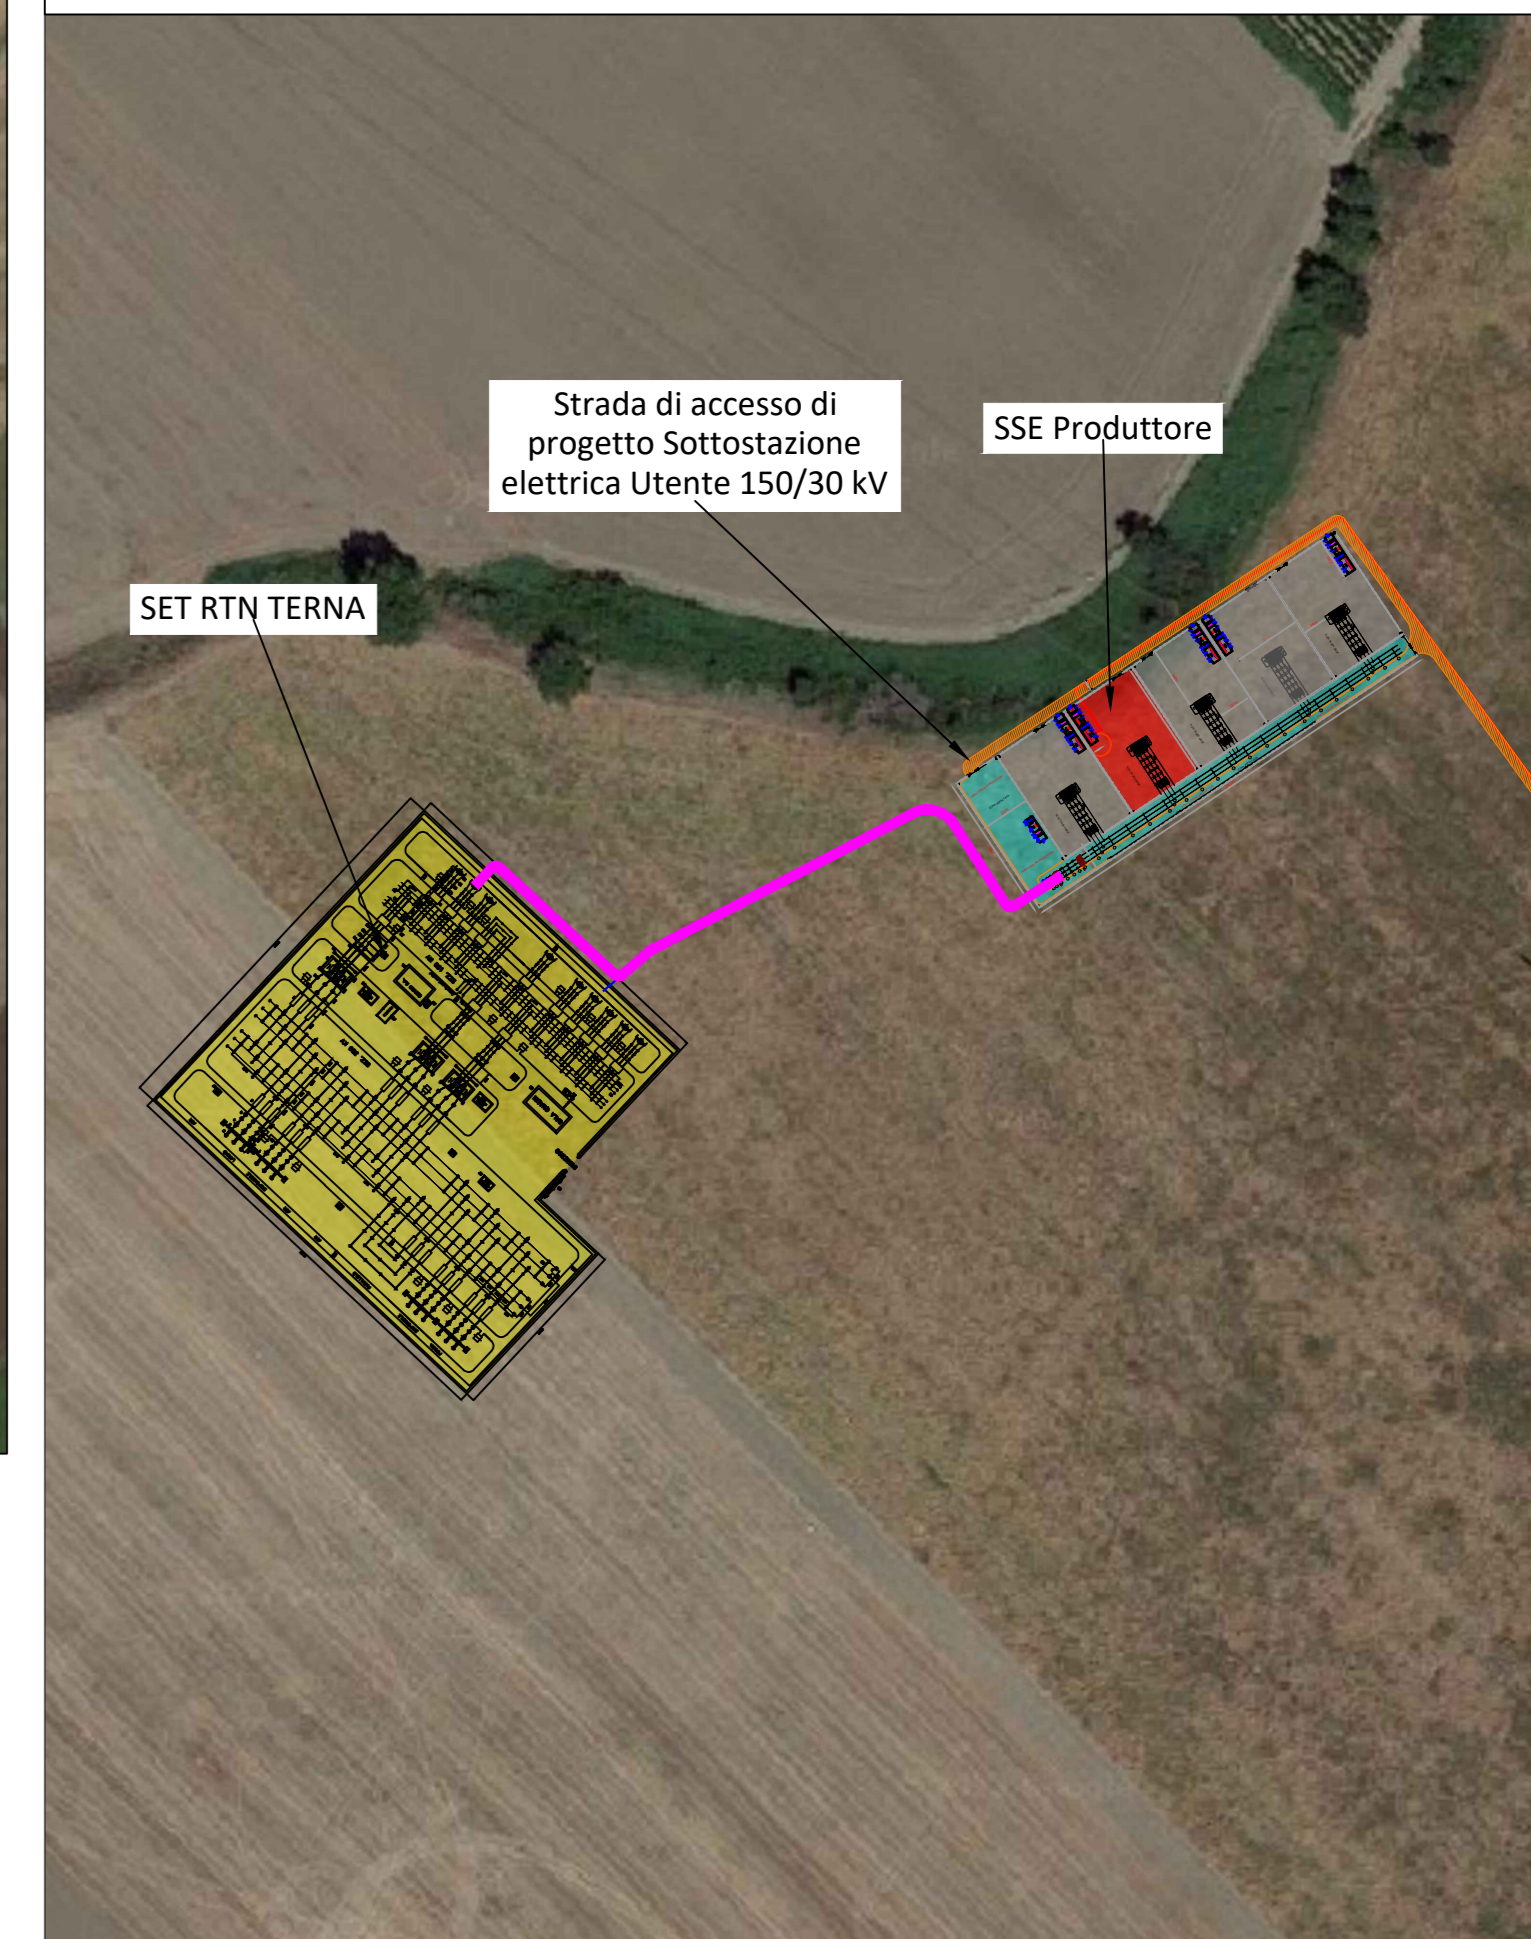 Strada di accesso di
progetto Sottostazione
elettrica Utente 150/30 kV
SSE Produttore
SET RTN TERNA